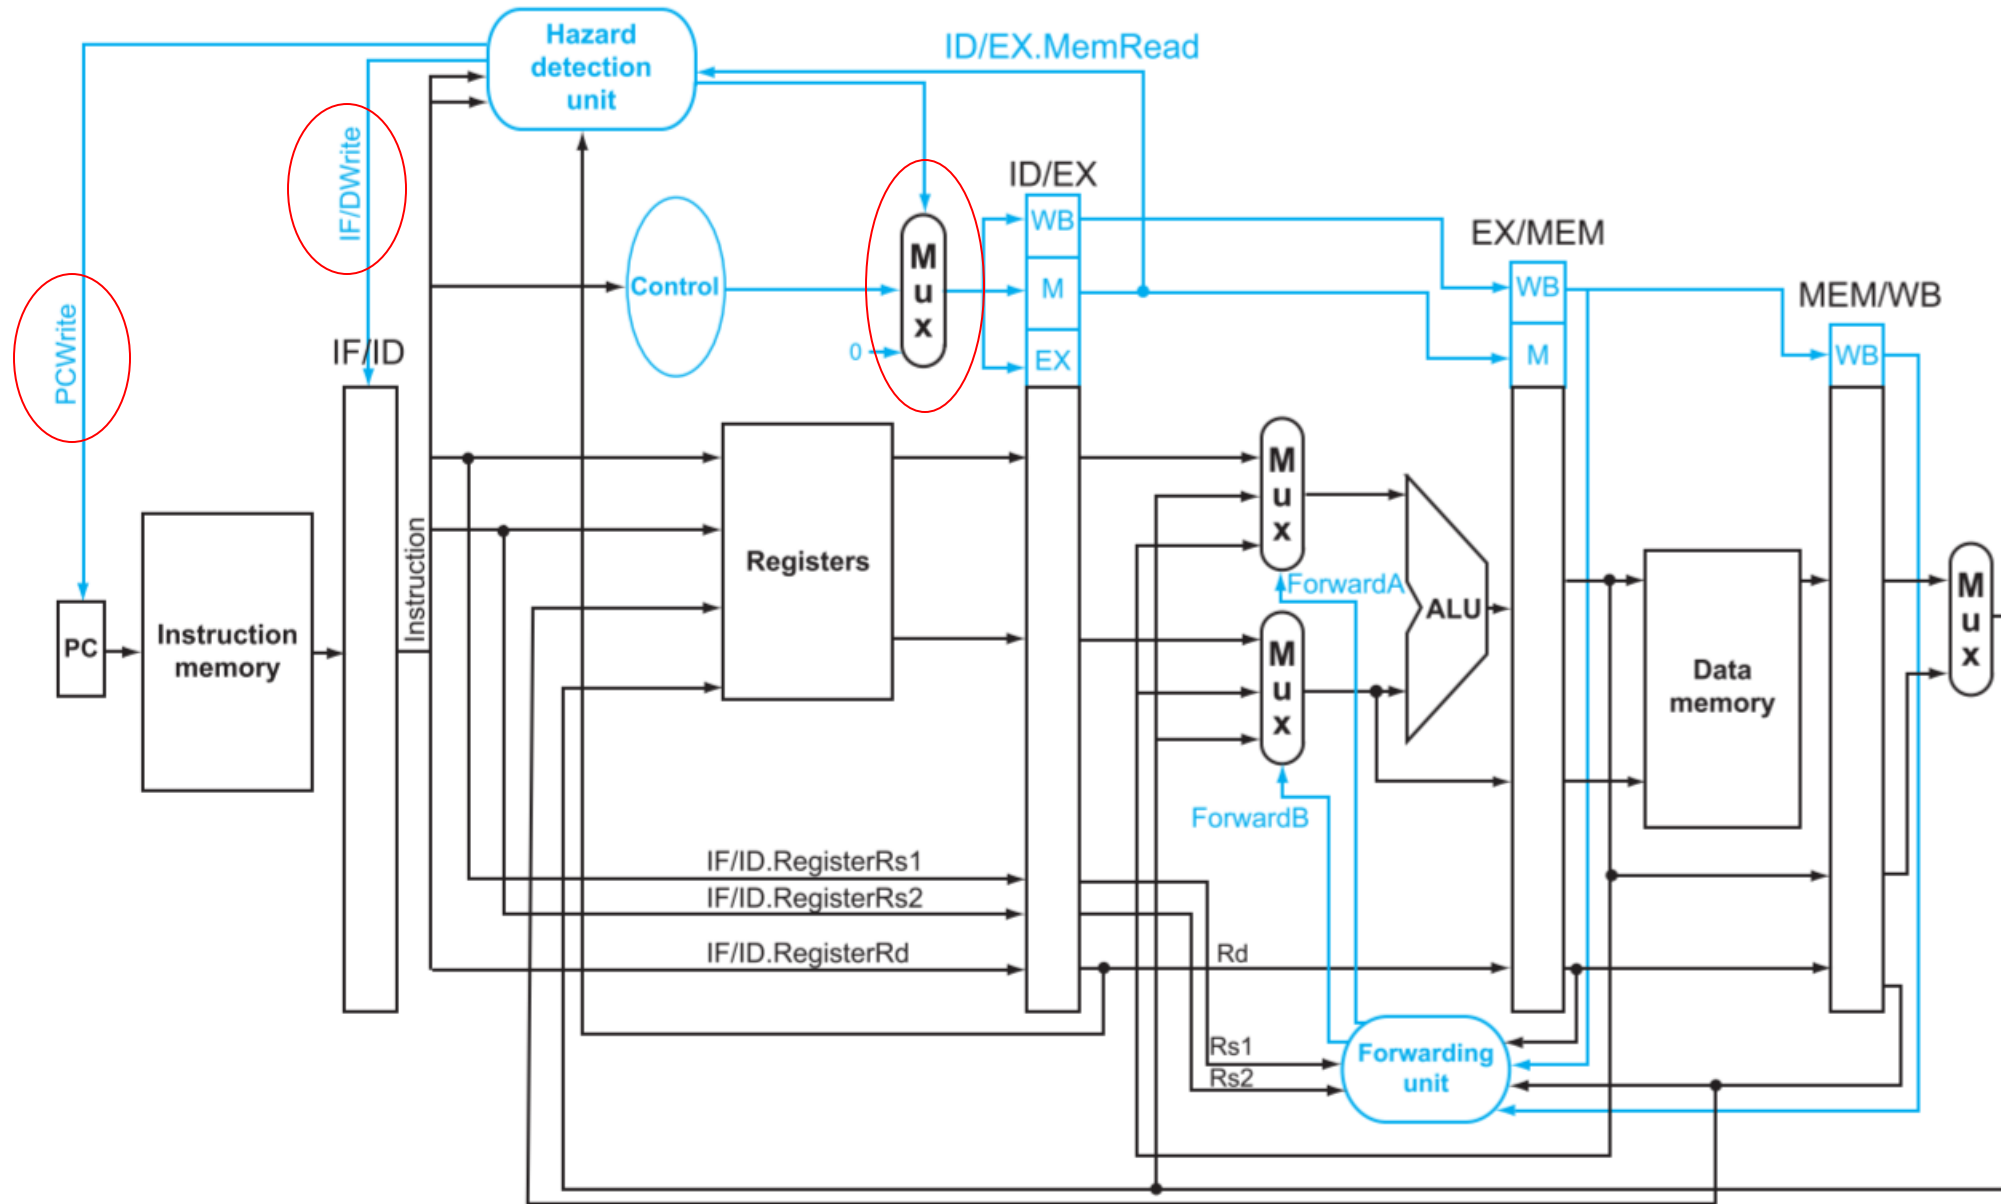 Hazard
detection
unit
ID/EX.MemRead
IF/DWrite
PCWrite
ID/EX
WB
M
EX
Control
M
u
x
0
EX/MEM
WB
M
MEM/WB
WB
IF/ID
Instruction
PC
Instruction
memory
Registers
M
u
x
ForwardA
M
u
x
ForwardB
ALU
Data
memory
M
u
x
IF/ID.RegisterRs1
IF/ID.RegisterRs2
IF/ID.RegisterRd
Rd
Rs1
Rs2
Forwarding
unit